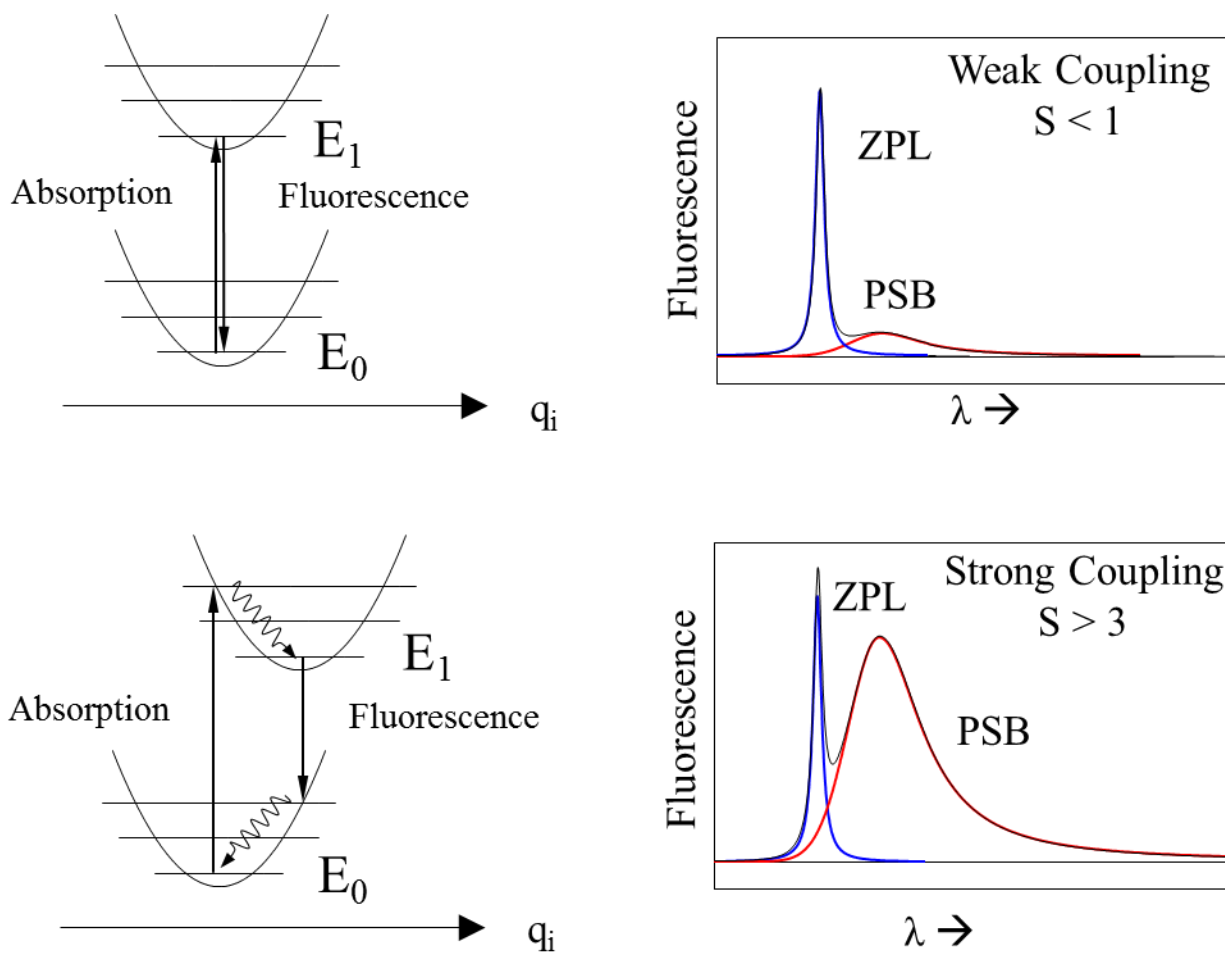 E₁
Absorption
Fluorescence
E₀
qᵢ
Weak Coupling
S < 1
ZPL
PSB
Fluorescence
λ →
E₁
Absorption
Fluorescence
E₀
qᵢ
Strong Coupling
S > 3
ZPL
PSB
Fluorescence
λ →